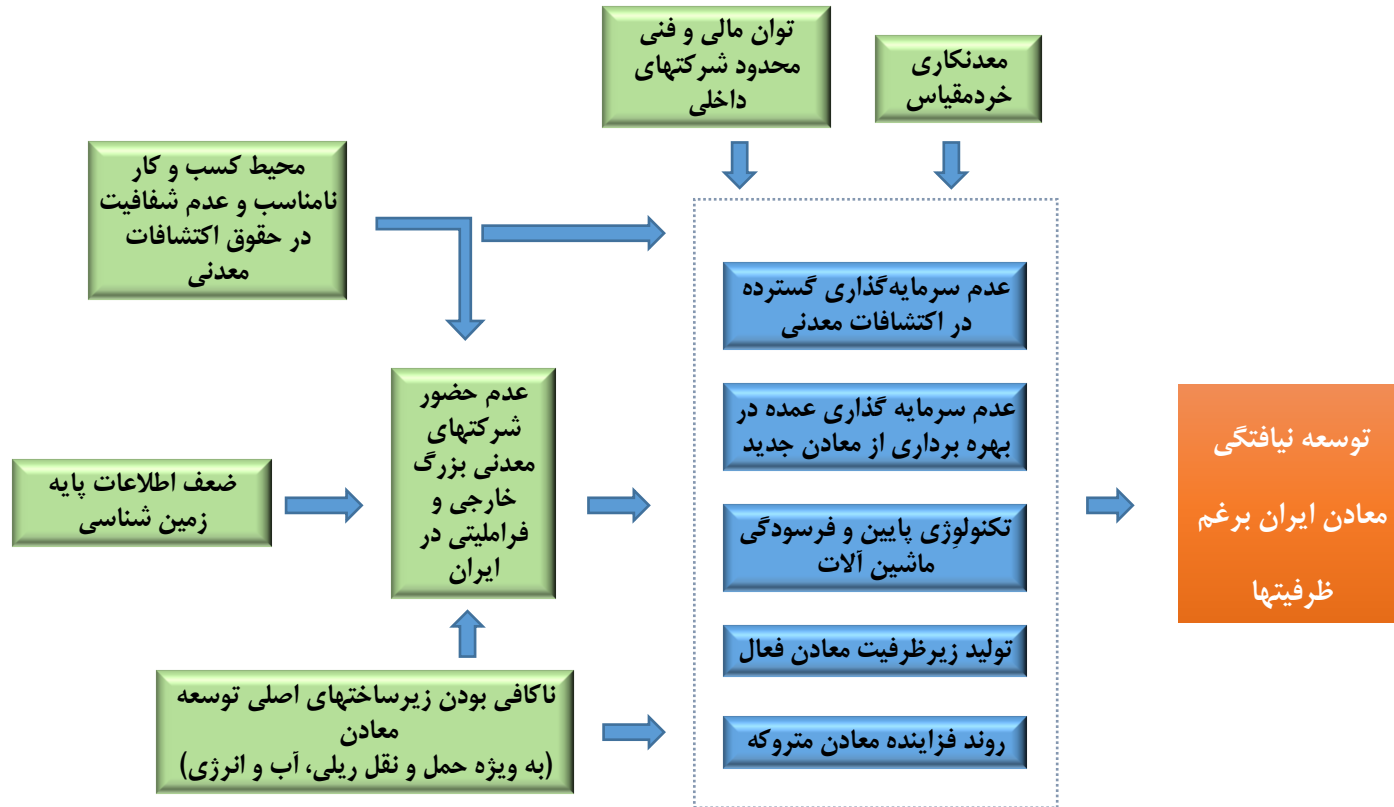 توان مالی و فنی
محدود شرکتهای
داخلی
معدنکاری
خردمقیاس
محیط کسب و کار
نامناسب و عدم شفافیت
در حقوق اکتشافات
معدنی
عدم سرمایه‌گذاری گسترده
در اکتشافات معدنی
عدم حضور
شرکتهای
معدنی بزرگ
خارجی و
فراملیتی در
ایران
عدم سرمایه گذاری عمده در
بهره برداری از معادن جدید
توسعه نیافتگی
معادن ایران برغم
ظرفیتها
ضعف اطلاعات پایه
زمین شناسی
تکنولوِژی پایین و فرسودگی
ماشین آلات
تولید زیرظرفیت معادن فعال
ناکافی بودن زیرساختهای اصلی توسعه
معادن
(به ویژه حمل و نقل ریلی، آب و انرژی)
روند فزاینده معادن متروکه